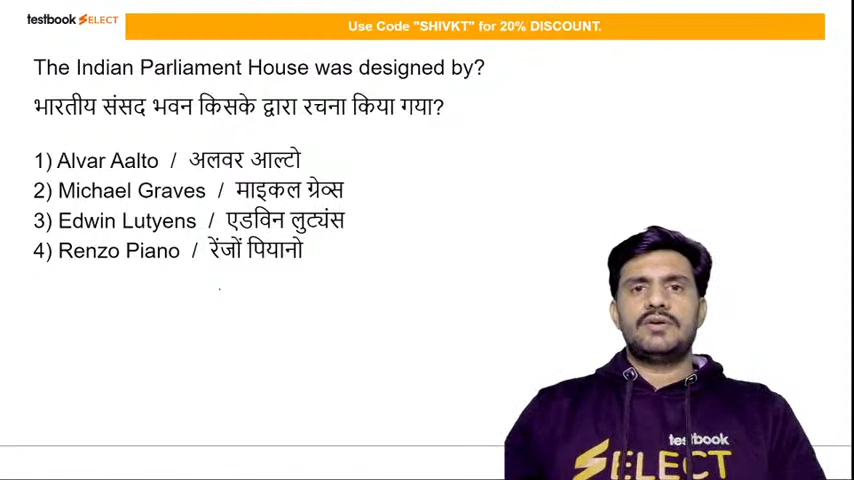 testbook SELECT
Use Code "SHIVKT" for 20% DISCOUNT.
The Indian Parliament House was designed by?
भारतीय संसद भवन किसके द्वारा रचना किया गया?
1) Alvar Aalto / अलवर आल्टो
2) Michael Graves / माइकल ग्रेव्स
3) Edwin Lutyens / एडविन लुट्यंस
4) Renzo Piano / रेंजों पियानो
testbook
SELECT